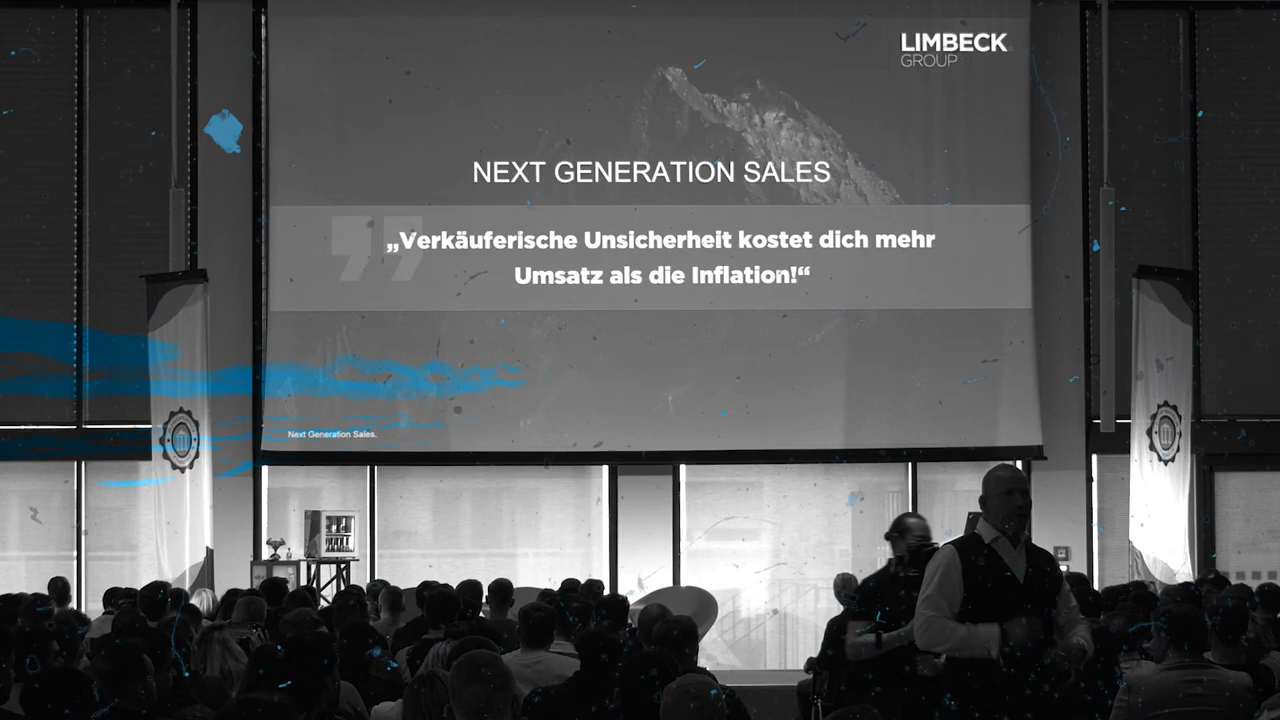 LIMBECK
GROUP
NEXT GENERATION SALES
„Verkäuferische Unsicherheit kostet dich mehr
Umsatz als die Inflation!“
Next Generation Sales.